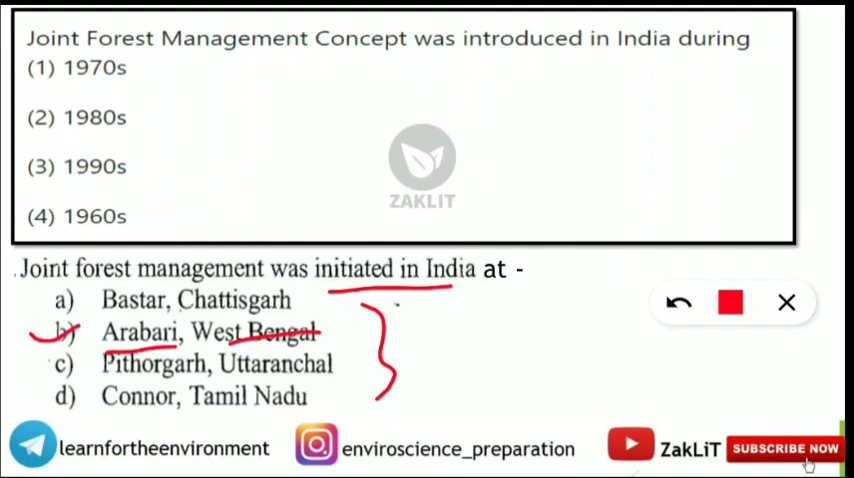 Joint Forest Management Concept was introduced in India during
(1) 1970s
(2) 1980s
(3) 1990s
(4) 1960s
ZAKLIT
.Joint forest management was initiated in India at -
a) Bastar, Chattisgarh
b) Arabari, West Bengal
c) Pithorgarh, Uttaranchal
d) Connor, Tamil Nadu
learnfortheenvironment enviroscience_preparation ZakLiT SUBSCRIBE NOW